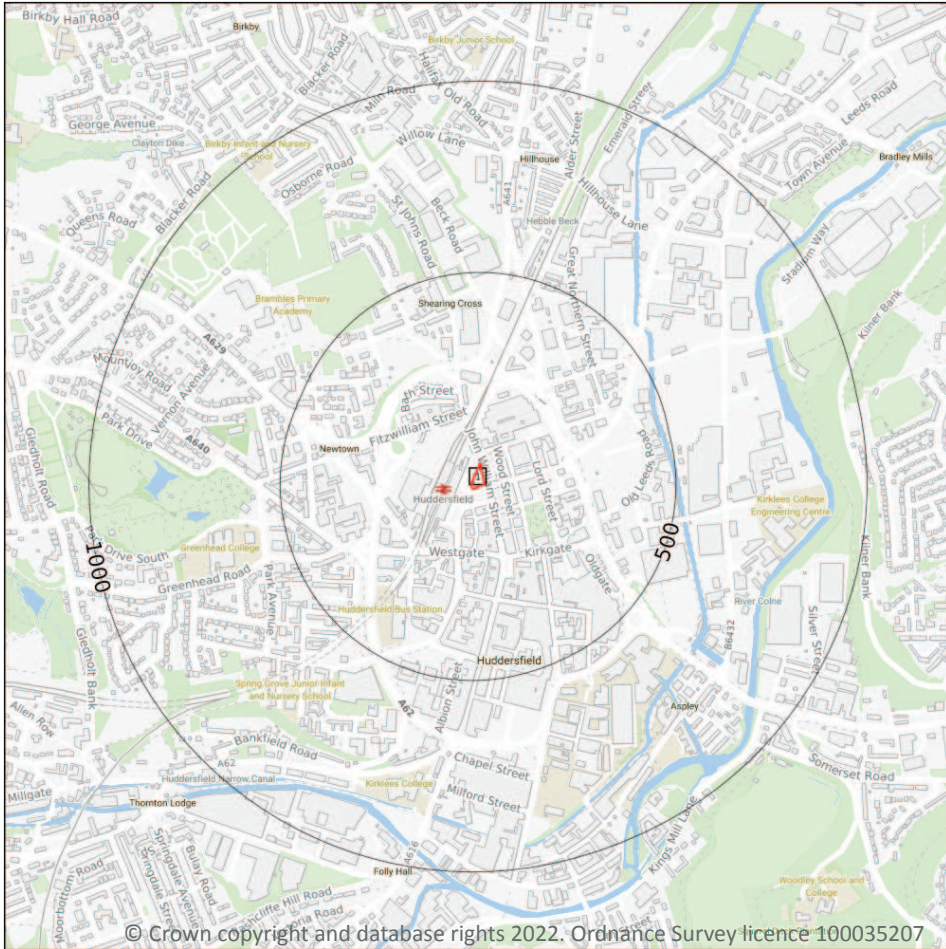 Birkby Hall Road
Birkby
Birkby Junior School
Blacker Road
Mill Road
Halifax Old Road
Emerald Street
Leeds Road
George Avenue
Clayton Dike
Birkby Infant and Nursery
School
Willow Lane
Alder Street
Hillhouse
Town Avenue
Bradley Mills
Osborne Road
A641
Hillhouse Lane
Queens Road
Blacker Road
St Johns Road
Beck Road
Hebble Beck
Great Northern Street
Stadium Way
Brambles Primary
Academy
Shearing Cross
Kilner Bank
A629
Mountjoy Road
Vernon Avenue
Park Drive
A640
Bath Street
Fitzwilliam Street
Newtown
Gledholt Road
John William Street
Wood Street
Lord Street
Old Leeds Road
Huddersfield
Kirklees College
Engineering Centre
500
1000
Park Drive South
Greenhead College
Westgate
Kirkgate
Oldgate
Kilner Bank
Greenhead Road
Park Avenue
Huddersfield Bus Station
River Colne
Silver Street
B6432
Gledholt Bank
Huddersfield
Spring Grove Junior Infant
and Nursery School
Albion Street
A62
Aspley
Allen Row
Bankfield Road
A62
Chapel Street
Somerset Road
Huddersfield Narrow Canal
Kirklees College
Millgate
Thornton Lodge
Milford Street
Kings Mill Lane
A616
Moorbottom Road
Springdale Avenue
Springdale Street
Bulay Road
Folly Hall
Woodley School and
College
© Crown copyright and database rights 2022. Ordnance Survey licence 100035207